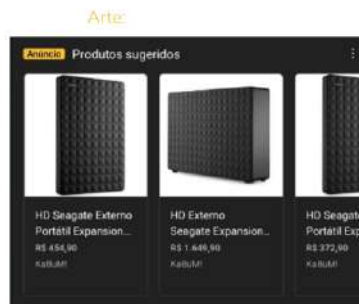 Arte:
Anúncio Produtos sugeridos
HD Seagate Externo
Portátil Expansion...
R$ 454,90
KaBuM!
HD Externo
Seagate Expansion...
R$ 1.649,90
KaBuM!
HD Seagate
Portátil Exp
R$ 372,90
KaBuM!